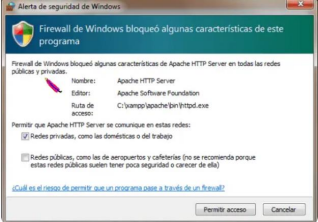 Alerta de seguridad de Windows
Firewall de Windows bloqueó algunas características de este
programa
Firewall de Windows bloqueó algunas características de Apache HTTP Server en todas las redes
públicas y privadas.
Nombre: Apache HTTP Server
Editor: Apache Software Foundation
Ruta de acceso: C:\xampp\apache\bin\httpd.exe
Permitir que Apache HTTP Server se comunique en estas redes:
Redes privadas, como las domésticas o del trabajo
Redes públicas, como las de aeropuertos y cafeterías (no se recomienda porque
estas redes públicas suelen tener poca seguridad o carecer de ella)
¿Cuál es el riesgo de permitir que un programa pase a través de un firewall?
Permitir acceso Cancelar